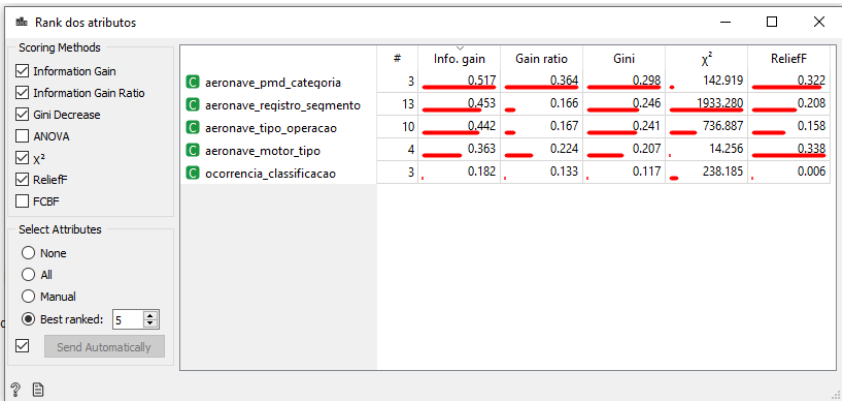 Rank dos atributos
Scoring Methods
Information Gain
Information Gain Ratio
Gini Decrease
ANOVA
χ²
ReliefF
FCBF
Select Attributes
None
All
Manual
Best ranked: 5
Send Automatically
# Info. gain Gain ratio Gini χ² ReliefF
C aeronave_pmd_categoria 3 0.517 0.364 0.298 142.919 0.322
C aeronave_registro_segmento 13 0.453 0.166 0.246 1933.280 0.208
C aeronave_tipo_operacao 10 0.442 0.167 0.241 736.887 0.158
C aeronave_motor_tipo 4 0.363 0.224 0.207 14.256 0.338
C ocorrencia_classificacao 3 0.182 0.133 0.117 238.185 0.006
?